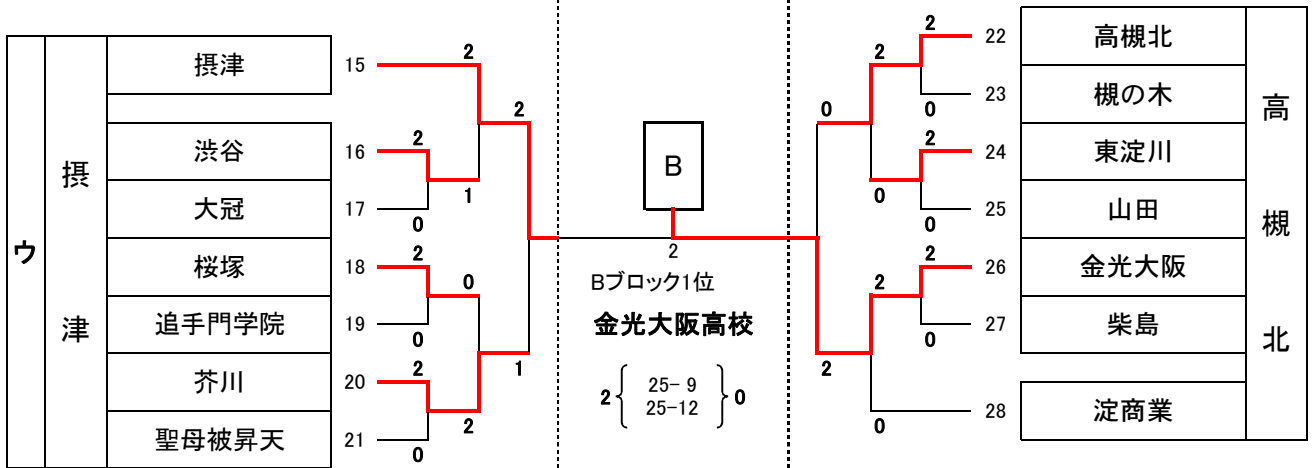 ウ
摂津
摂津 15
渋谷 16
大冠 17
桜塚 18
追手門学院 19
芥川 20
聖母被昇天 21
2
2
2
0
1
2
0
0
2
2
0
1
B
2
Bブロック1位
金光大阪高校
2 { 25- 9 } 0
25-12
2
2
0
0
2
0
0
2
2
0
2
0
22 高槻北
23 槻の木
24 東淀川
25 山田
26 金光大阪
27 柴島
28 淀商業
高槻北